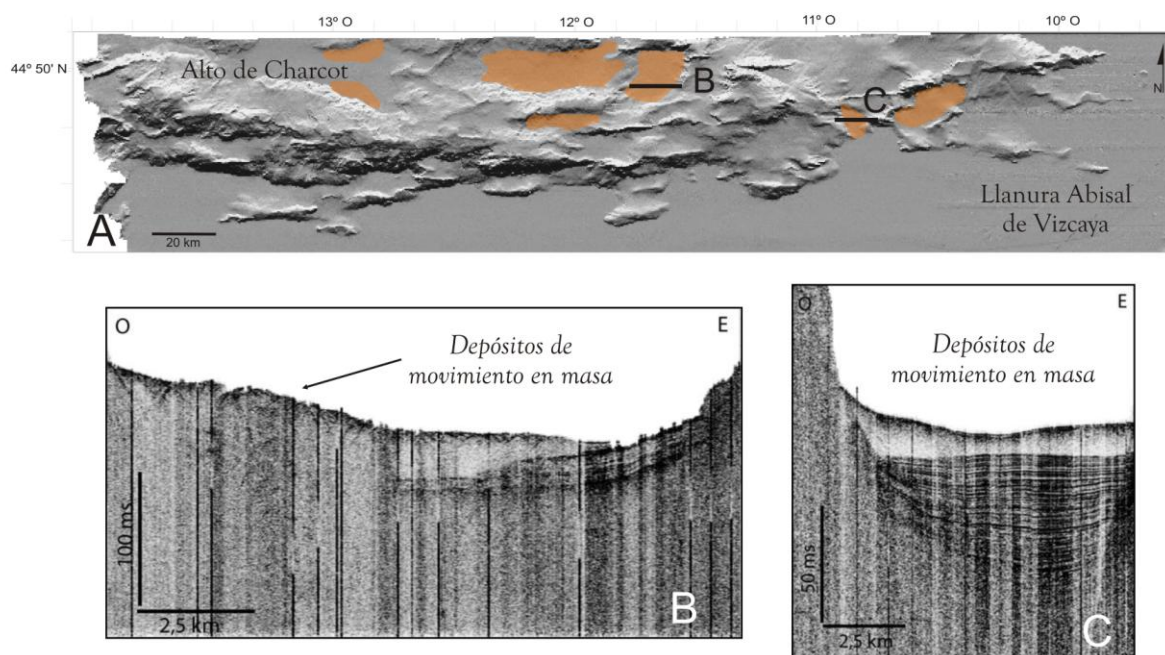 13º O 12º O 11º O 10º O
44º 50' N
Alto de Charcot
B
C
N
Llanura Abisal
de Vizcaya
A
20 km
O E
Depósitos de
movimiento en masa
100 ms
2,5 km
B
O E
Depósitos de
movimiento en masa
50 ms
2,5 km
C